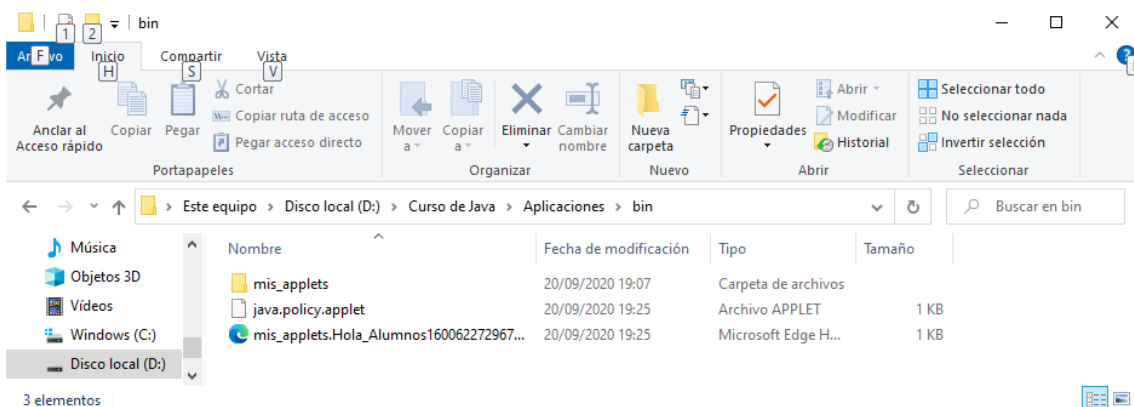 bin
1 2
Ar F vo Inicio Compartir Vista
H S V
Anclar al
Acceso rápido
Copiar
Pegar
Cortar
Copiar ruta de acceso
Pegar acceso directo
Portapapeles
Mover
a
Copiar
a
Eliminar
Cambiar
nombre
Organizar
Nueva
carpeta
Nuevo
Propiedades
Abrir
Modificar
Historial
Abrir
Seleccionar todo
No seleccionar nada
Invertir selección
Seleccionar
Este equipo > Disco local (D:) > Curso de Java > Aplicaciones > bin
Buscar en bin
Música
Objetos 3D
Vídeos
Windows (C:)
Disco local (D:)
Nombre Fecha de modificación Tipo Tamaño
mis_applets 20/09/2020 19:07 Carpeta de archivos
java.policy.applet 20/09/2020 19:25 Archivo APPLET 1 KB
mis_applets.Hola_Alumnos160062272967... 20/09/2020 19:25 Microsoft Edge H... 1 KB
3 elementos